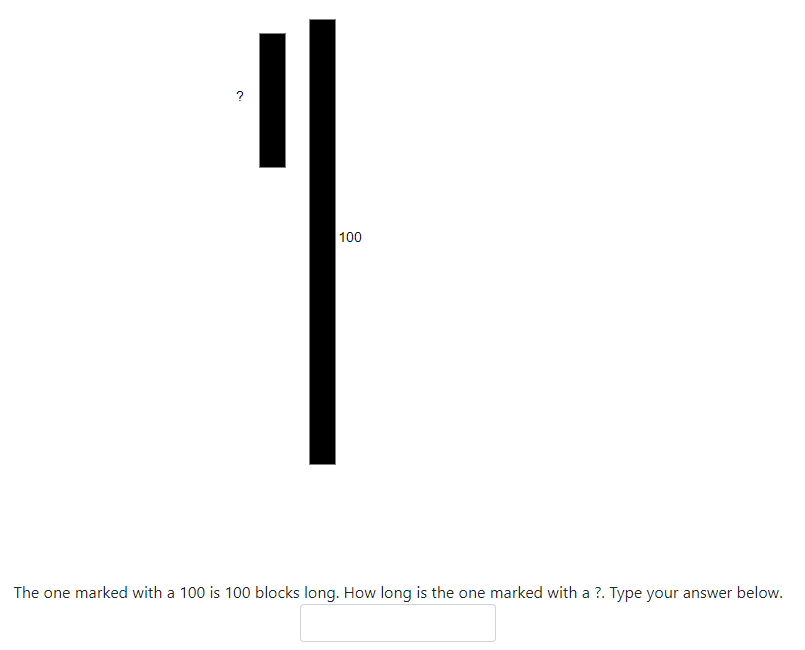 ?
100
The one marked with a 100 is 100 blocks long. How long is the one marked with a ?. Type your answer below.